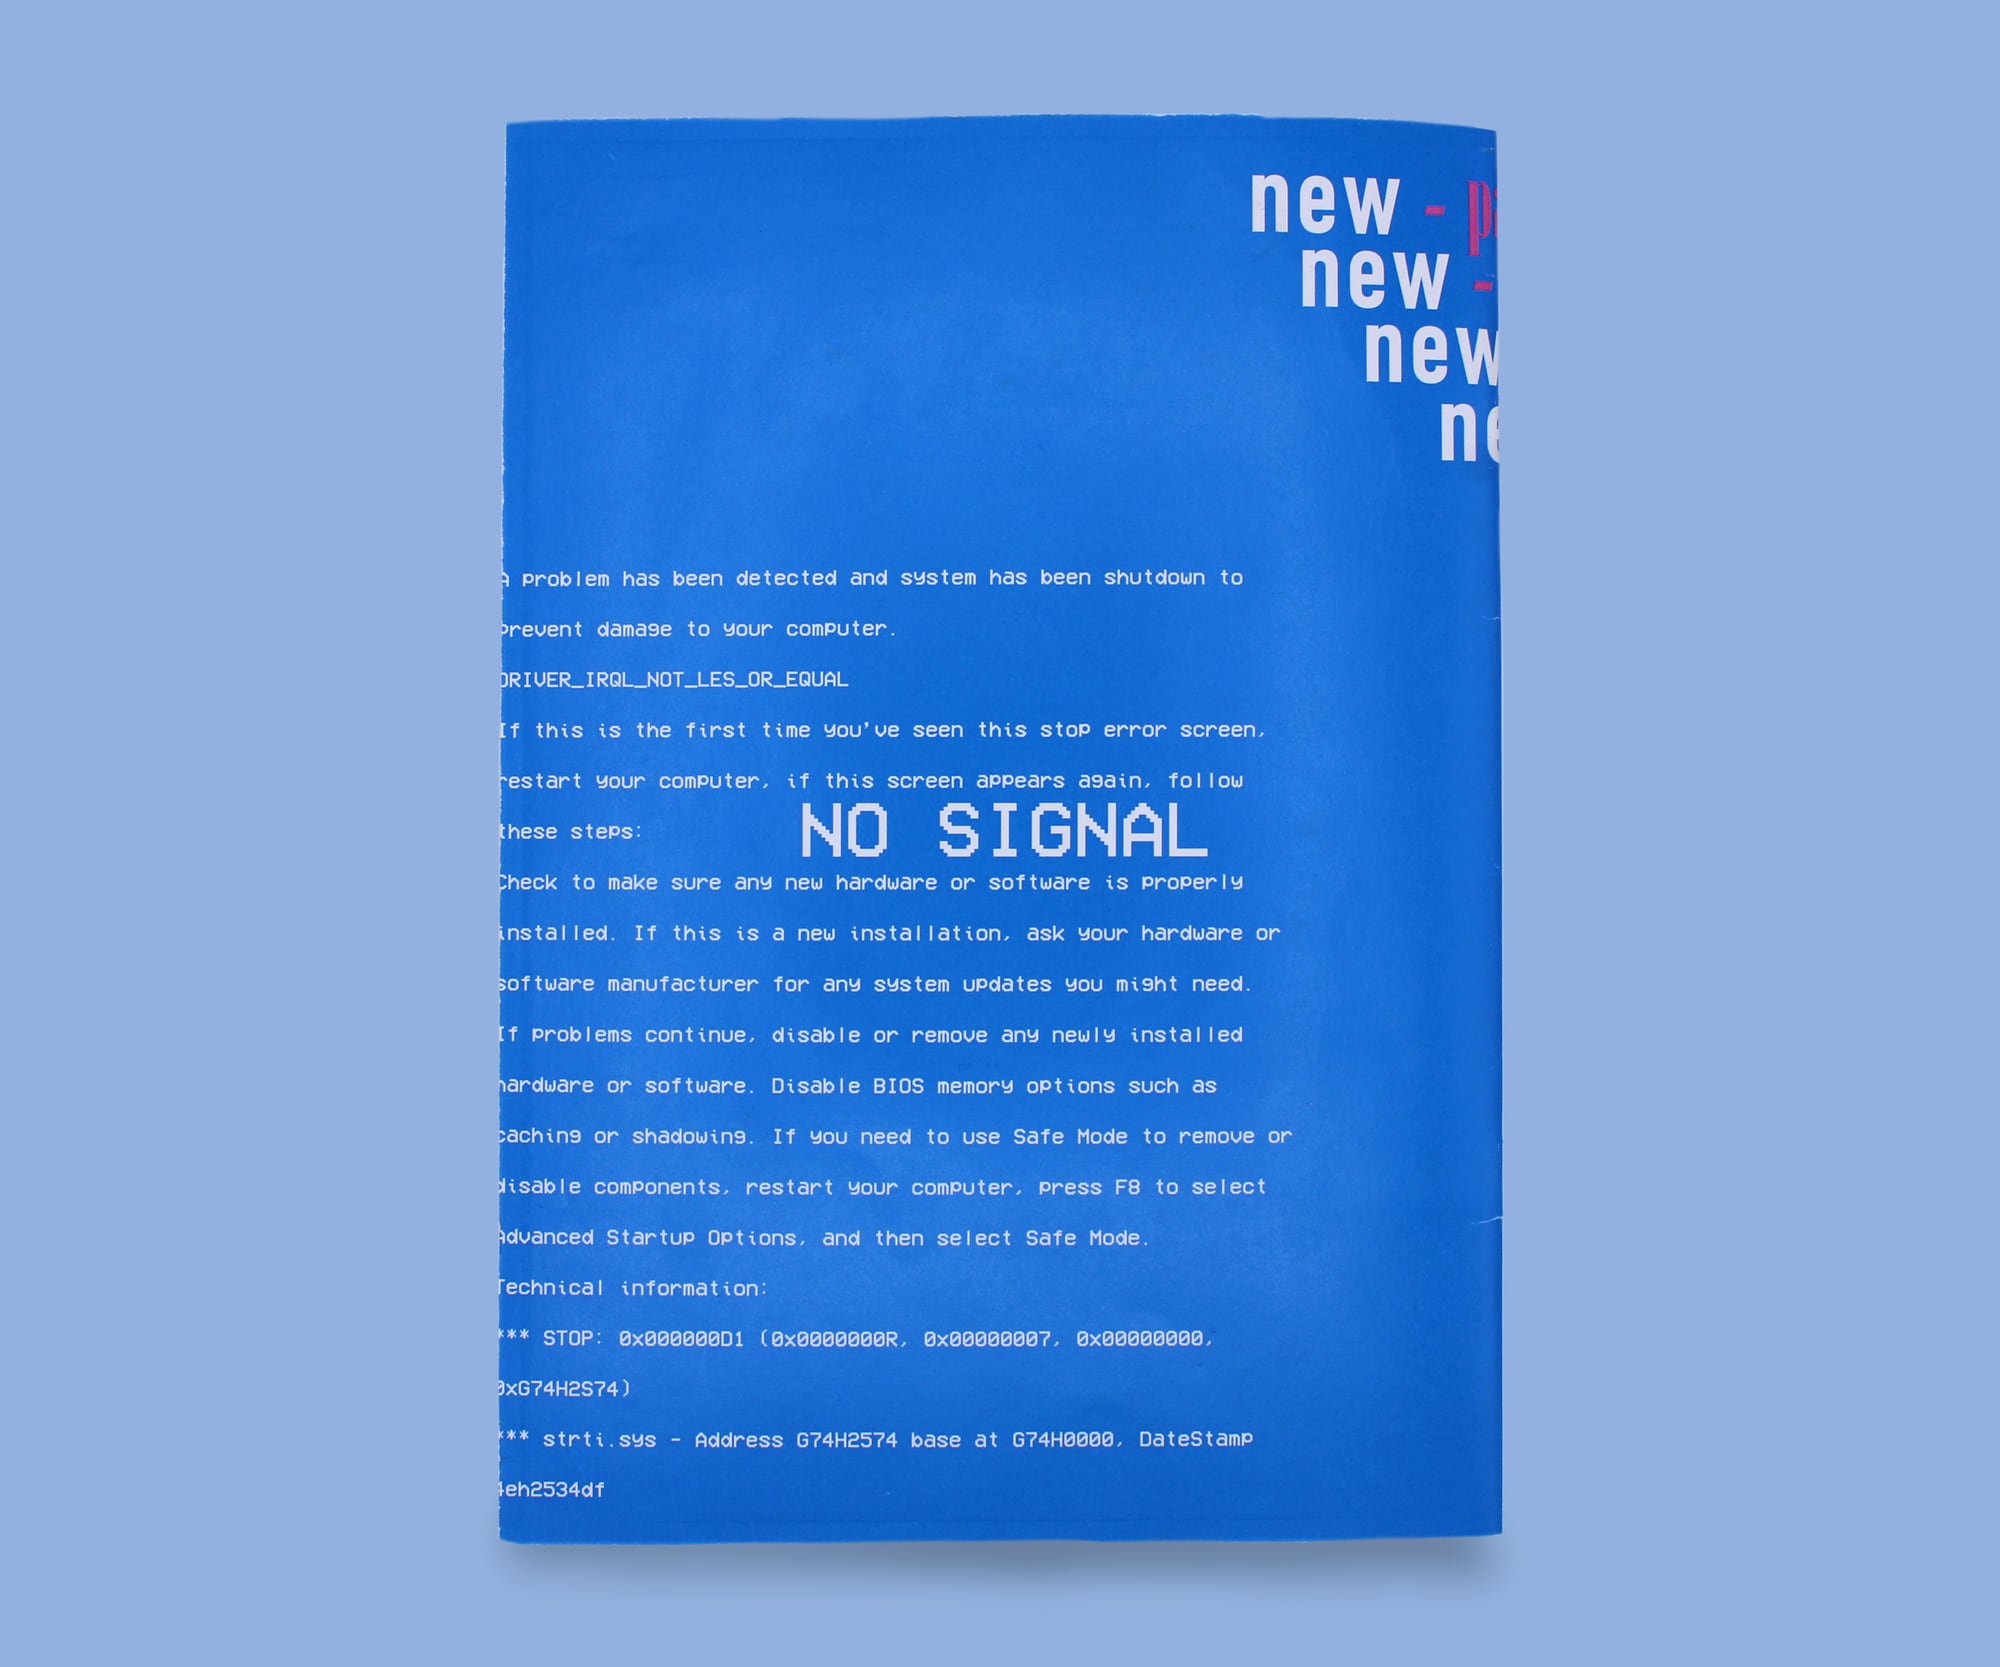 new - p
new -
new
ne
A problem has been detected and system has been shutdown to
prevent damage to your computer.
DRIVER_IRQL_NOT_LES_OR_EQUAL
If this is the first time you've seen this stop error screen,
restart your computer, if this screen appears again, follow
these steps:
NO SIGNAL
Check to make sure any new hardware or software is properly
installed. If this is a new installation, ask your hardware or
software manufacturer for any system updates you might need.
If problems continue, disable or remove any newly installed
hardware or software. Disable BIOS memory options such as
caching or shadowing. If you need to use Safe Mode to remove or
disable components, restart your computer, press F8 to select
Advanced Startup Options, and then select Safe Mode.
Technical information:
*** STOP: 0x000000D1 (0x0000000R, 0x00000007, 0x00000000,
0xG74H2S74)
*** strti.sys - Address G74H2574 base at G74H0000, DateStamp
4eh2534df